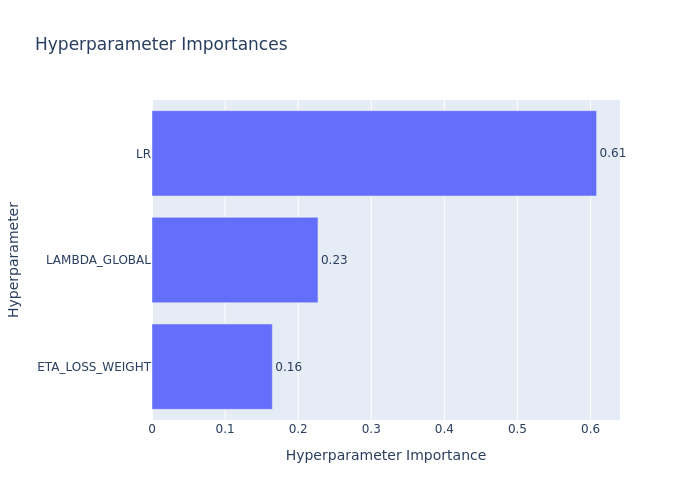 Hyperparameter Importances
Hyperparameter
LR
0.61
LAMBDA_GLOBAL
0.23
ETA_LOSS_WEIGHT
0.16
0 0.1 0.2 0.3 0.4 0.5 0.6
Hyperparameter Importance